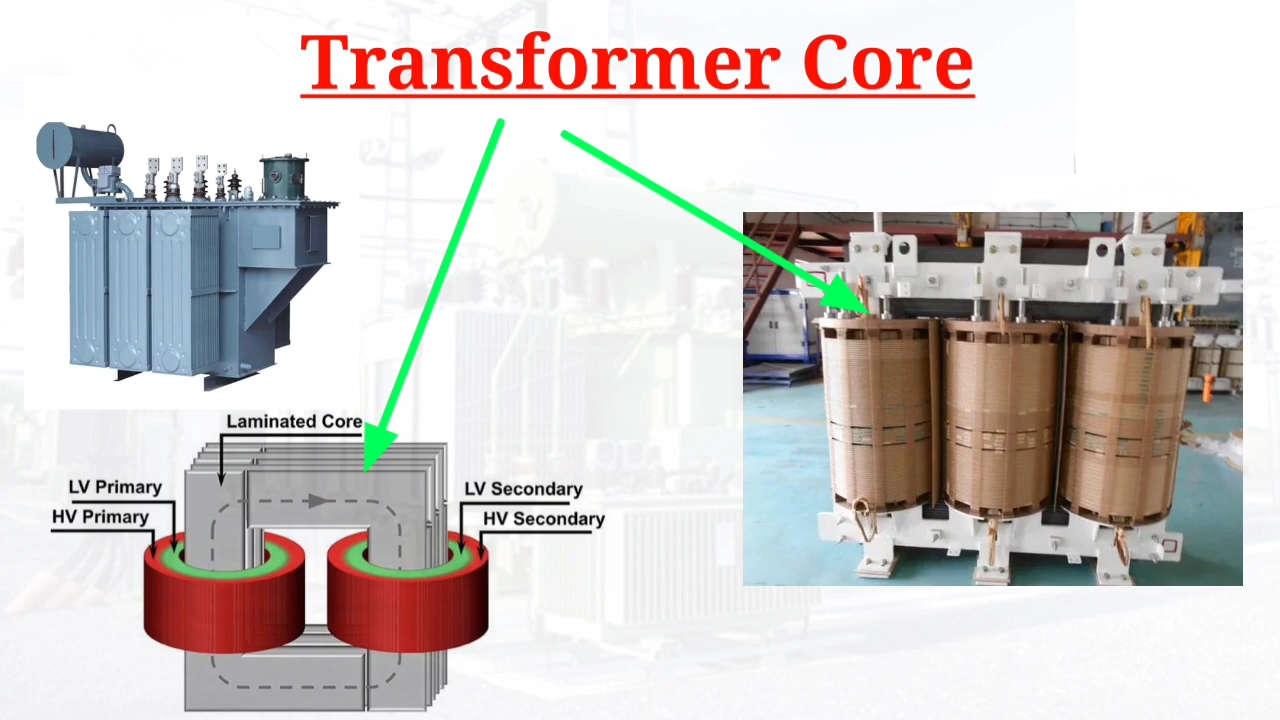 Transformer Core
Laminated Core
LV Primary
HV Primary
LV Secondary
HV Secondary